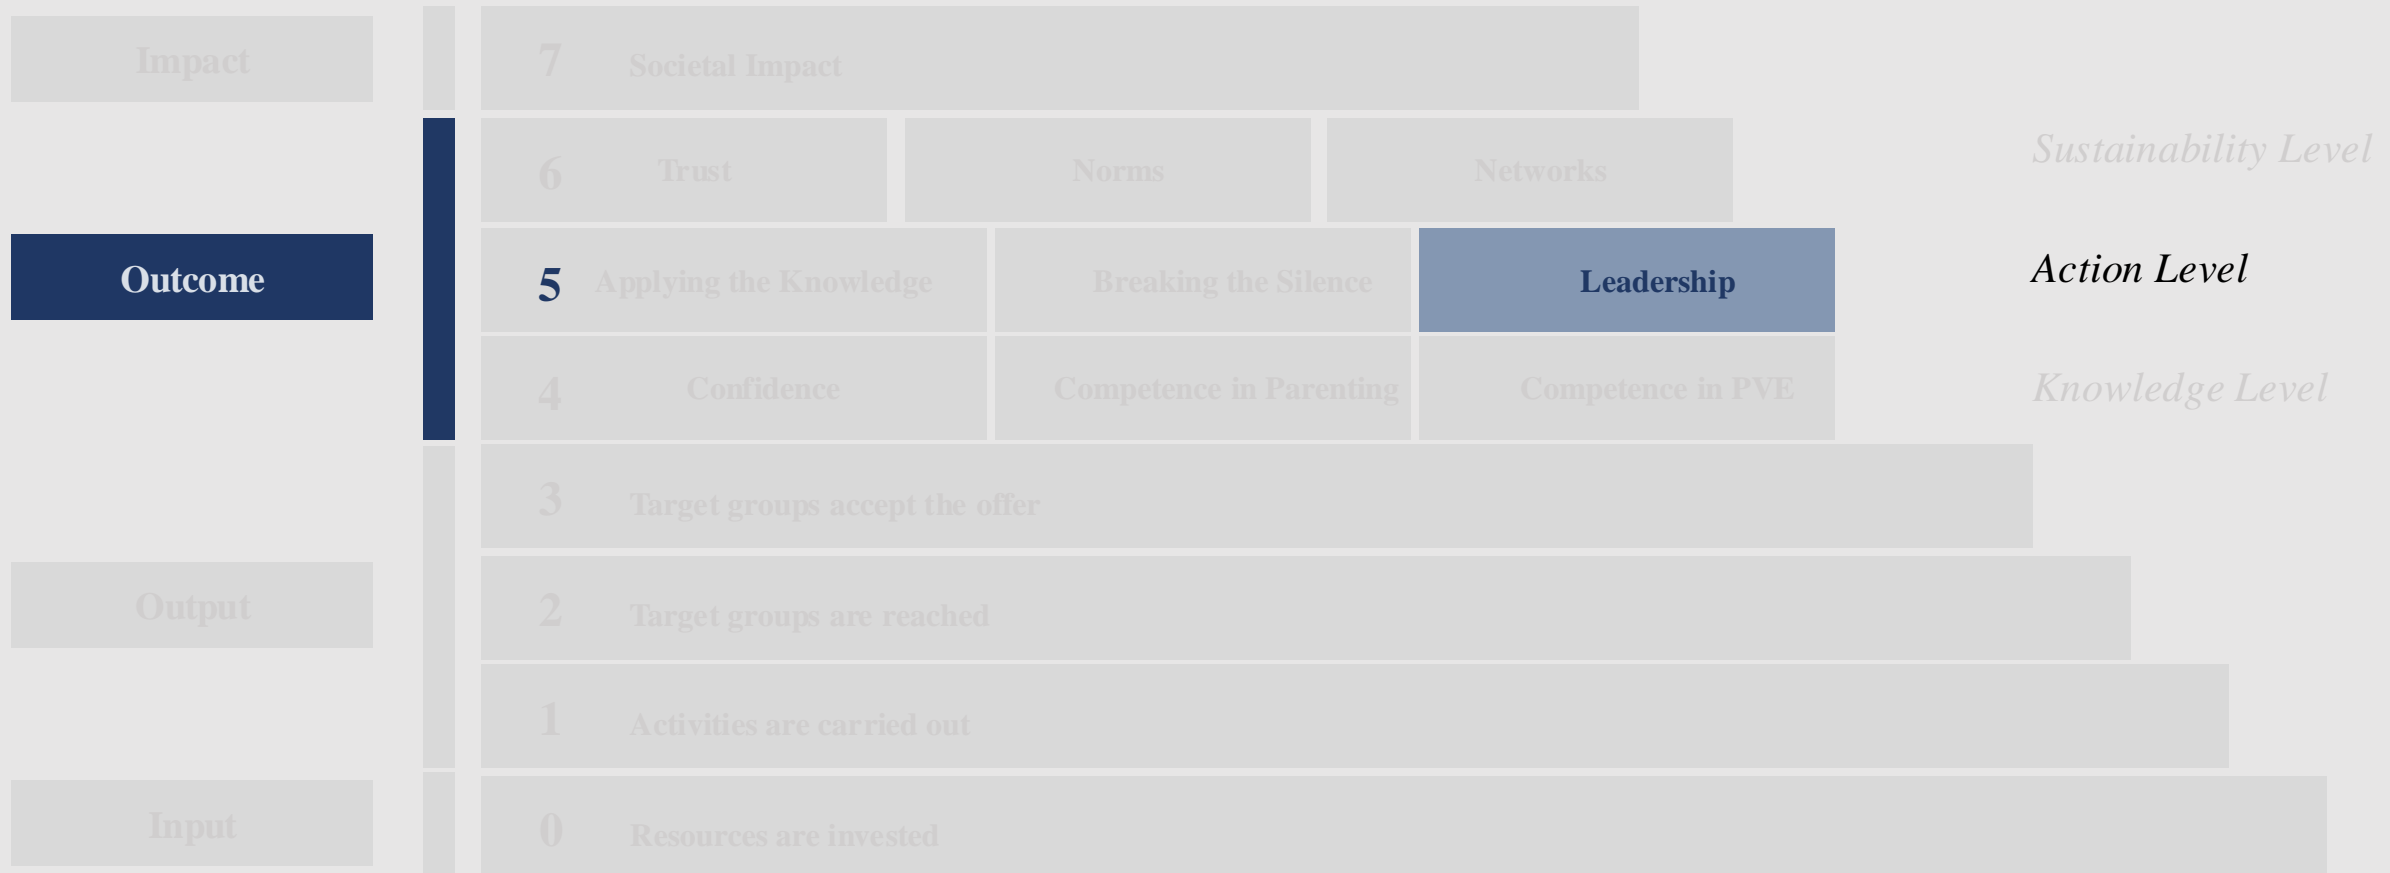 Impact
7 Societal Impact
6 Trust Norms Networks
Sustainability Level
Outcome
5 Applying the Knowledge Breaking the Silence Leadership
Action Level
4 Confidence Competence in Parenting Competence in PVE
Knowledge Level
3 Target groups accept the offer
Output
2 Target groups are reached
1 Activities are carried out
Input
0 Resources are invested